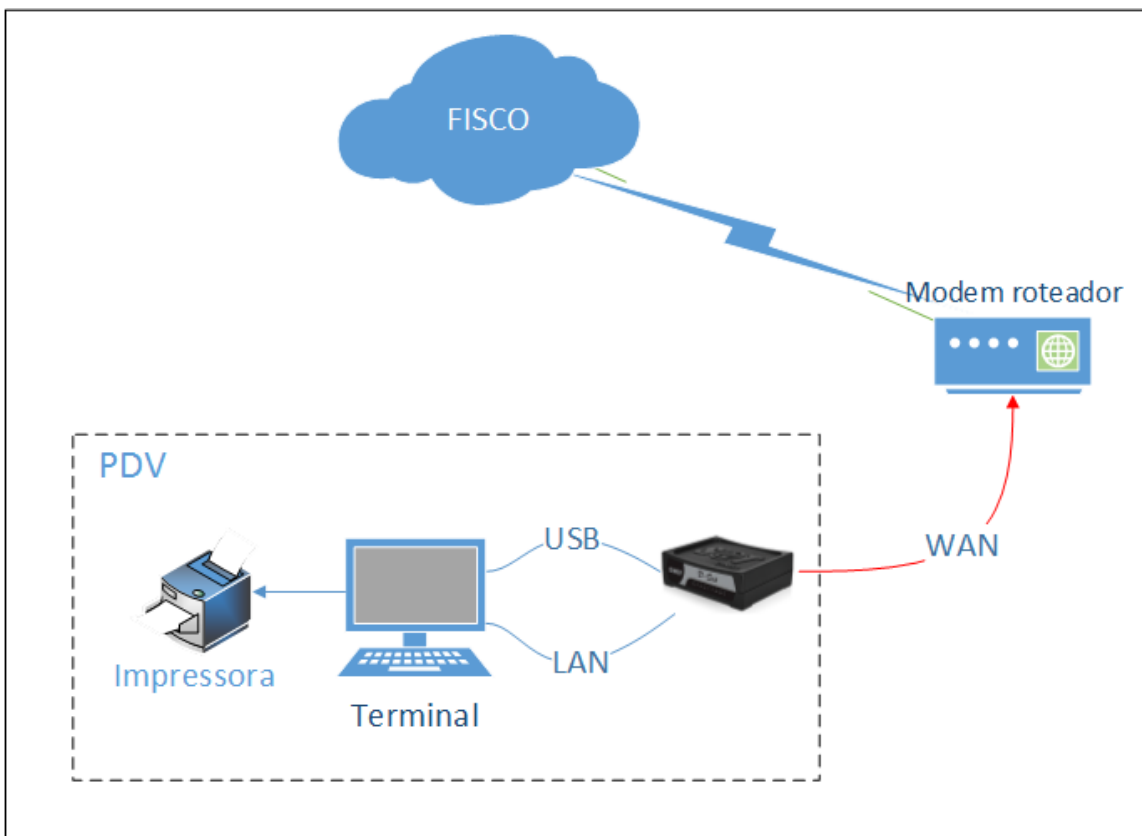 FISCO
Modem roteador
PDV
USB
WAN
LAN
Impressora
Terminal